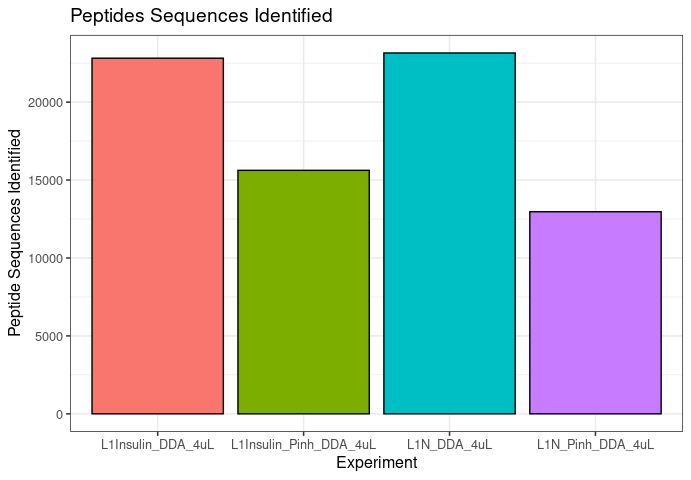 Peptides Sequences Identified
Peptide Sequences Identified
20000
15000
10000
5000
0
L1Insulin_DDA_4uL
L1Insulin_Pinh_DDA_4uL
L1N_DDA_4uL
L1N_Pinh_DDA_4uL
Experiment